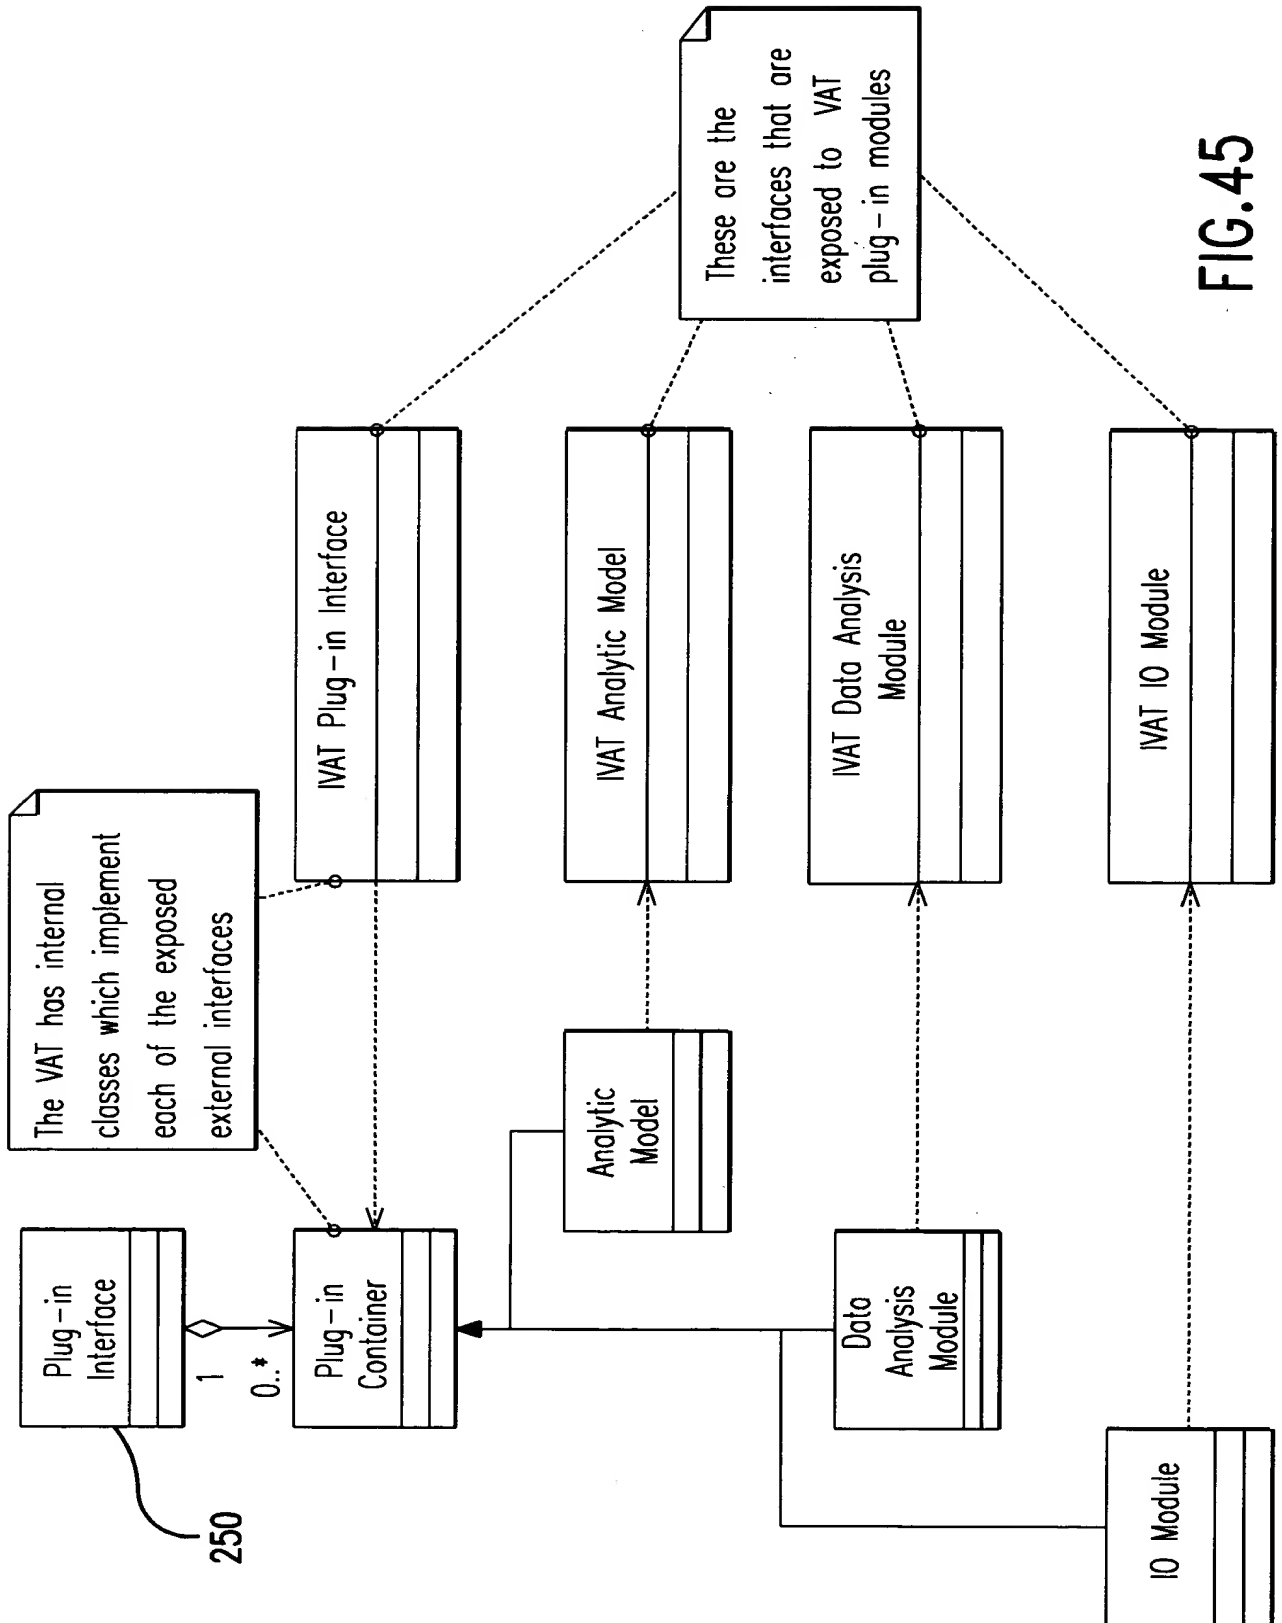 Plug-in
Interface
250
1
0..*
Plug-in
Container
The VAT has internal
classes which implement
each of the exposed
external interfaces
IVAT Plug-in Interface
Analytic
Model
IVAT Analytic Model
Data
Analysis
Module
IVAT Data Analysis
Module
IO Module
IVAT IO Module
These are the
interfaces that are
exposed to VAT
plug-in modules
FIG.45